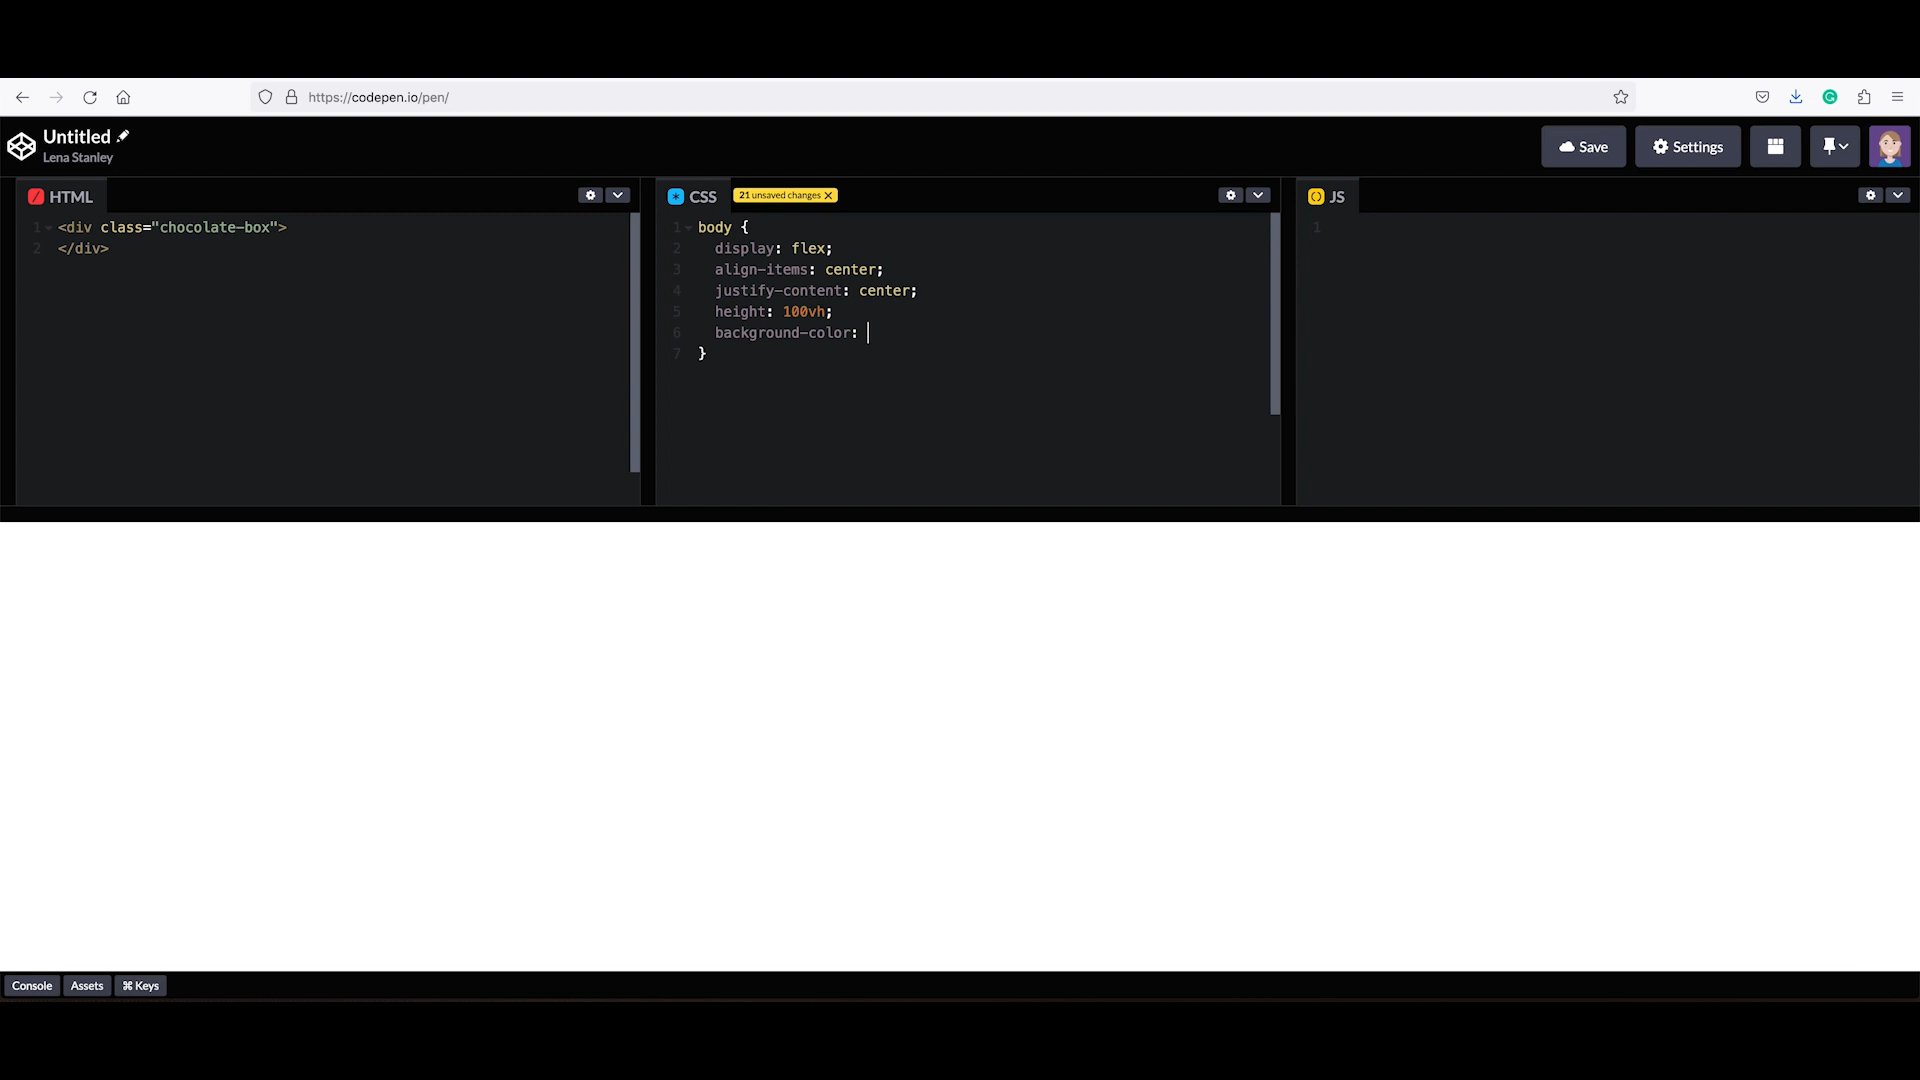 https://codepen.io/pen/
Untitled
Lena Stanley
Save
Settings
HTML
1 <div class="chocolate-box">
2 </div>
CSS
21 unsaved changes X
1 body {
2 display: flex;
3 align-items: center;
4 justify-content: center;
5 height: 100vh;
6 background-color:
7 }
JS
1
Console
Assets
⌘ Keys